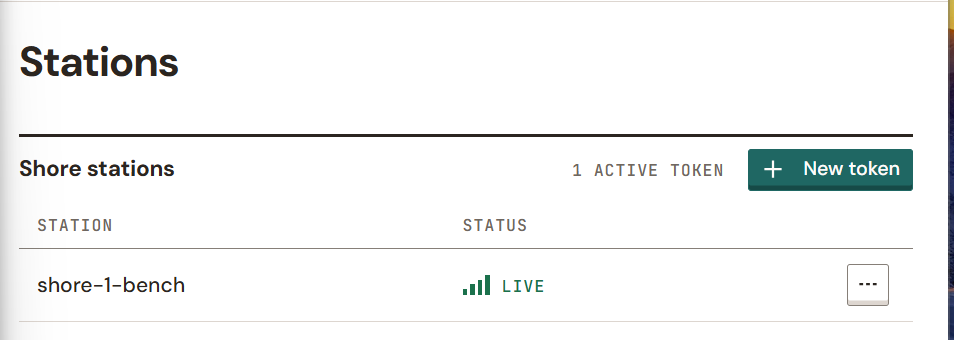 Stations
Shore stations
1 ACTIVE TOKEN
+ New token
STATION STATUS
shore-1-bench LIVE ---